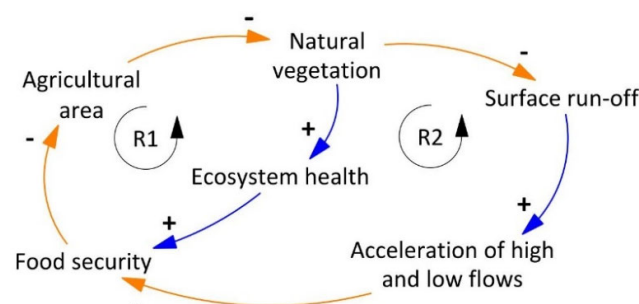 -
Natural
vegetation
-
Agricultural
area
Surface run-off
-
R1
+
R2
Ecosystem health
+
+
Food security
Acceleration of high
and low flows